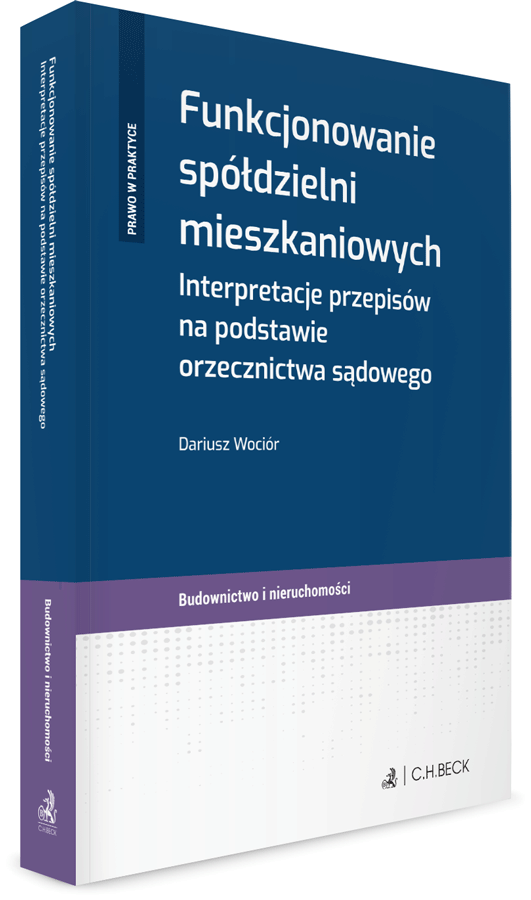 Funkcjonowanie spółdzielni mieszkaniowych
Interpretacje przepisów na podstawie orzecznictwa sądowego
Budownictwo i nieruchomości
C.H.BECK
PRAWO W PRAKTYCE
Funkcjonowanie
spółdzielni
mieszkaniowych
Interpretacje przepisów
na podstawie
orzecznictwa sądowego
Dariusz Wociór
Budownictwo i nieruchomości
C.H.BECK